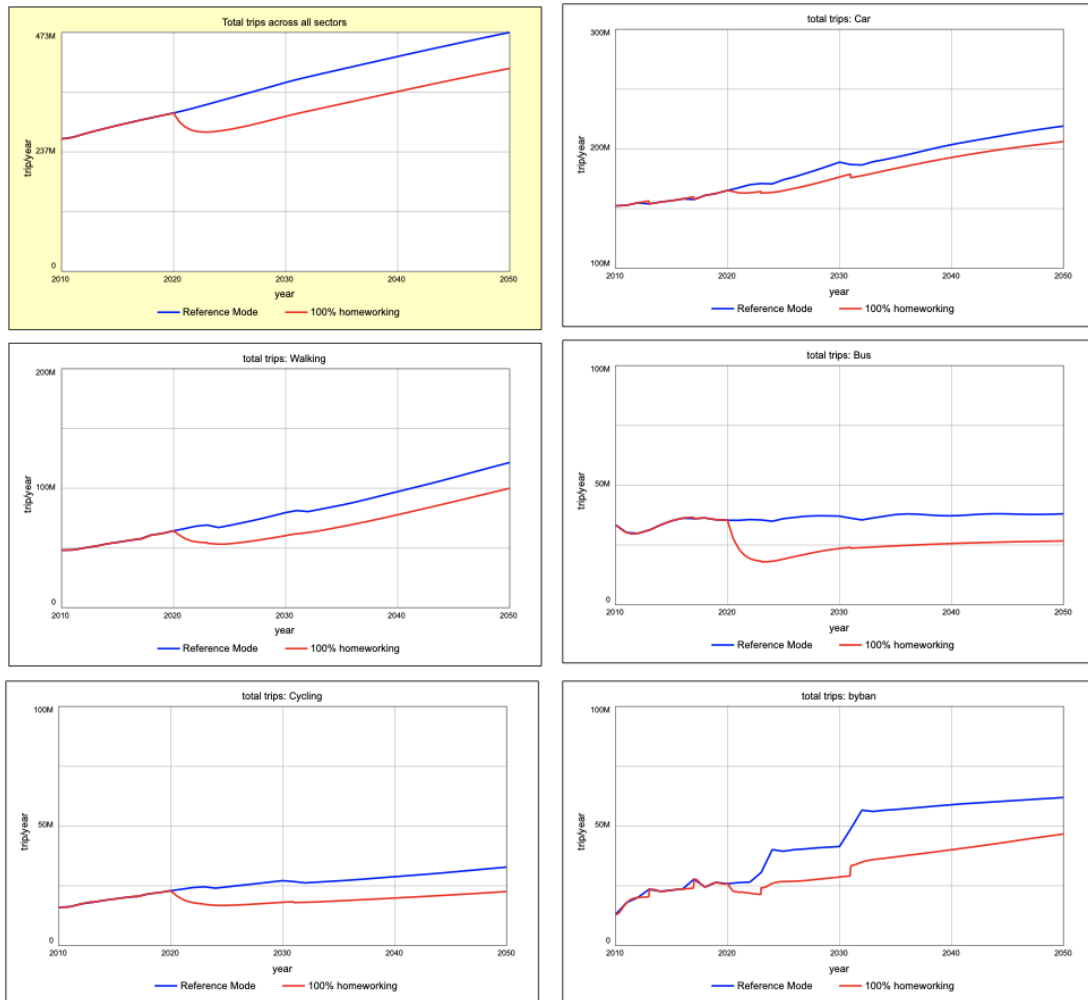 Total trips across all sectors
473M
237M
0
trip/year
2010
2020
2030
2040
2050
year
Reference Mode
100% homeworking
total trips: Car
300M
200M
100M
trip/year
2010
2020
2030
2040
2050
year
Reference Mode
100% homeworking
total trips: Walking
200M
100M
0
trip/year
2010
2020
2030
2040
2050
year
Reference Mode
100% homeworking
total trips: Bus
100M
50M
0
trip/year
2010
2020
2030
2040
2050
year
Reference Mode
100% homeworking
total trips: Cycling
100M
50M
0
trip/year
2010
2020
2030
2040
2050
year
Reference Mode
100% homeworking
total trips: byban
100M
50M
0
trip/year
2010
2020
2030
2040
2050
year
Reference Mode
100% homeworking